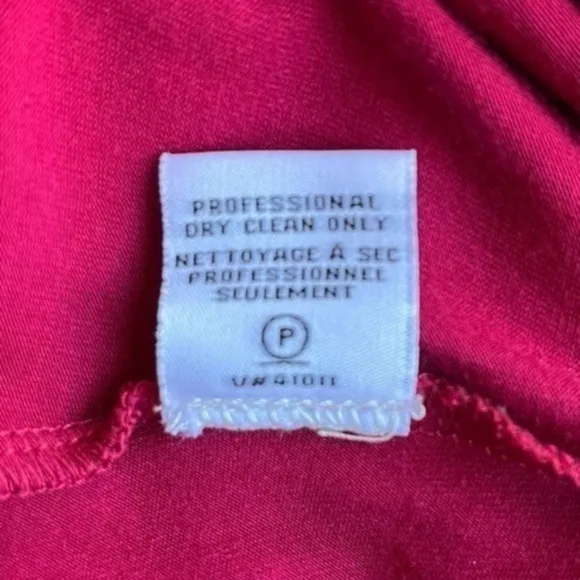 PROFESSIONAL
DRY CLEAN ONLY
NETTOYAGE À SEC
PROFESSIONNEL
SEULEMENT
P
V#41011